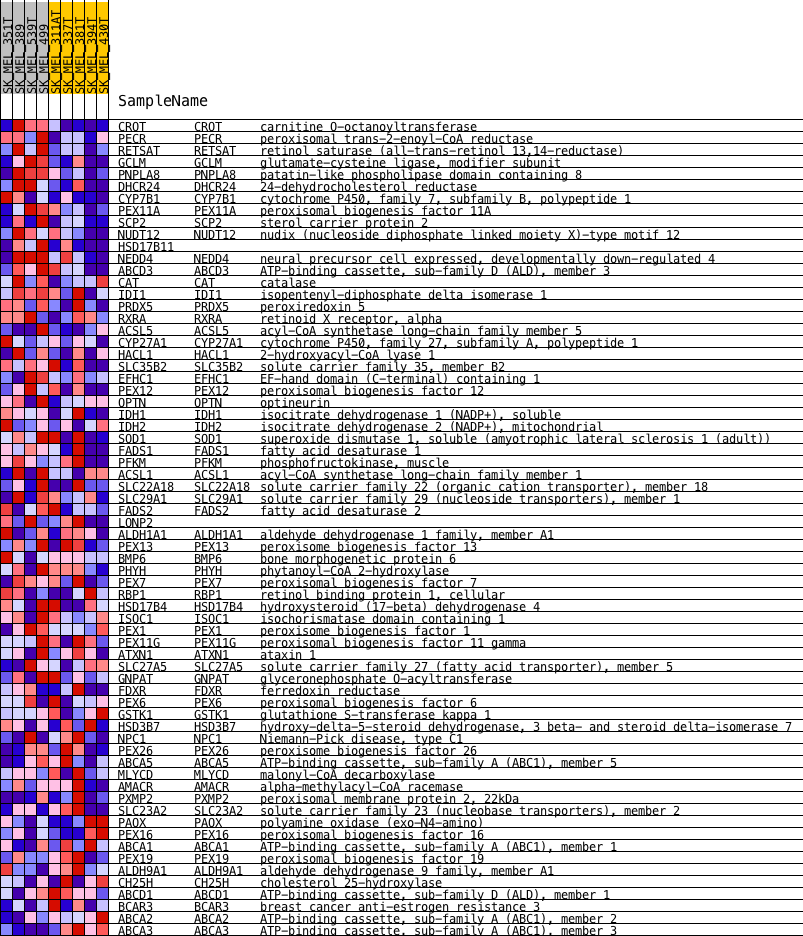 SK_MEL_351T
SK_MEL_389
SK_MEL_539T
SK_MEL_499
SK_MEL_311AT
SK_MEL_337T
SK_MEL_381T
SK_MEL_394T
SK_MEL_430T
SampleName
CROT CROT carnitine O-octanoyltransferase
PECR PECR peroxisomal trans-2-enoyl-CoA reductase
RETSAT RETSAT retinol saturase (all-trans-retinol 13,14-reductase)
GCLM GCLM glutamate-cysteine ligase, modifier subunit
PNPLA8 PNPLA8 patatin-like phospholipase domain containing 8
DHCR24 DHCR24 24-dehydrocholesterol reductase
CYP7B1 CYP7B1 cytochrome P450, family 7, subfamily B, polypeptide 1
PEX11A PEX11A peroxisomal biogenesis factor 11A
SCP2 SCP2 sterol carrier protein 2
NUDT12 NUDT12 nudix (nucleoside diphosphate linked moiety X)-type motif 12
HSD17B11
NEDD4 NEDD4 neural precursor cell expressed, developmentally down-regulated 4
ABCD3 ABCD3 ATP-binding cassette, sub-family D (ALD), member 3
CAT CAT catalase
IDI1 IDI1 isopentenyl-diphosphate delta isomerase 1
PRDX5 PRDX5 peroxiredoxin 5
RXRA RXRA retinoid X receptor, alpha
ACSL5 ACSL5 acyl-CoA synthetase long-chain family member 5
CYP27A1 CYP27A1 cytochrome P450, family 27, subfamily A, polypeptide 1
HACL1 HACL1 2-hydroxyacyl-CoA lyase 1
SLC35B2 SLC35B2 solute carrier family 35, member B2
EFHC1 EFHC1 EF-hand domain (C-terminal) containing 1
PEX12 PEX12 peroxisomal biogenesis factor 12
OPTN OPTN optineurin
IDH1 IDH1 isocitrate dehydrogenase 1 (NADP+), soluble
IDH2 IDH2 isocitrate dehydrogenase 2 (NADP+), mitochondrial
SOD1 SOD1 superoxide dismutase 1, soluble (amyotrophic lateral sclerosis 1 (adult))
FADS1 FADS1 fatty acid desaturase 1
PFKM PFKM phosphofructokinase, muscle
ACSL1 ACSL1 acyl-CoA synthetase long-chain family member 1
SLC22A18 SLC22A18 solute carrier family 22 (organic cation transporter), member 18
SLC29A1 SLC29A1 solute carrier family 29 (nucleoside transporters), member 1
FADS2 FADS2 fatty acid desaturase 2
LONP2
ALDH1A1 ALDH1A1 aldehyde dehydrogenase 1 family, member A1
PEX13 PEX13 peroxisome biogenesis factor 13
BMP6 BMP6 bone morphogenetic protein 6
PHYH PHYH phytanoyl-CoA 2-hydroxylase
PEX7 PEX7 peroxisomal biogenesis factor 7
RBP1 RBP1 retinol binding protein 1, cellular
HSD17B4 HSD17B4 hydroxysteroid (17-beta) dehydrogenase 4
ISOC1 ISOC1 isochorismatase domain containing 1
PEX1 PEX1 peroxisome biogenesis factor 1
PEX11G PEX11G peroxisomal biogenesis factor 11 gamma
ATXN1 ATXN1 ataxin 1
SLC27A5 SLC27A5 solute carrier family 27 (fatty acid transporter), member 5
GNPAT GNPAT glyceronephosphate O-acyltransferase
FDXR FDXR ferredoxin reductase
PEX6 PEX6 peroxisomal biogenesis factor 6
GSTK1 GSTK1 glutathione S-transferase kappa 1
HSD3B7 HSD3B7 hydroxy-delta-5-steroid dehydrogenase, 3 beta- and steroid delta-isomerase 7
NPC1 NPC1 Niemann-Pick disease, type C1
PEX26 PEX26 peroxisome biogenesis factor 26
ABCA5 ABCA5 ATP-binding cassette, sub-family A (ABC1), member 5
MLYCD MLYCD malonyl-CoA decarboxylase
AMACR AMACR alpha-methylacyl-CoA racemase
PXMP2 PXMP2 peroxisomal membrane protein 2, 22kDa
SLC23A2 SLC23A2 solute carrier family 23 (nucleobase transporters), member 2
PAOX PAOX polyamine oxidase (exo-N4-amino)
PEX16 PEX16 peroxisomal biogenesis factor 16
ABCA1 ABCA1 ATP-binding cassette, sub-family A (ABC1), member 1
PEX19 PEX19 peroxisomal biogenesis factor 19
ALDH9A1 ALDH9A1 aldehyde dehydrogenase 9 family, member A1
CH25H CH25H cholesterol 25-hydroxylase
ABCD1 ABCD1 ATP-binding cassette, sub-family D (ALD), member 1
BCAR3 BCAR3 breast cancer anti-estrogen resistance 3
ABCA2 ABCA2 ATP-binding cassette, sub-family A (ABC1), member 2
ABCA3 ABCA3 ATP-binding cassette, sub-family A (ABC1), member 3